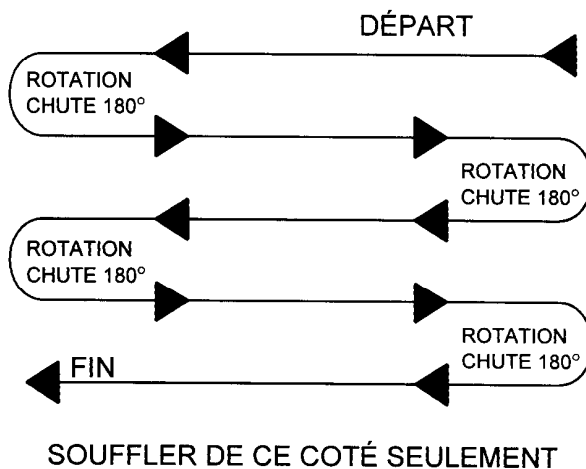 DÉPART
ROTATION
CHUTE 180°
ROTATION
CHUTE 180°
ROTATION
CHUTE 180°
ROTATION
CHUTE 180°
FIN
SOUFFLER DE CE COTÉ SEULEMENT